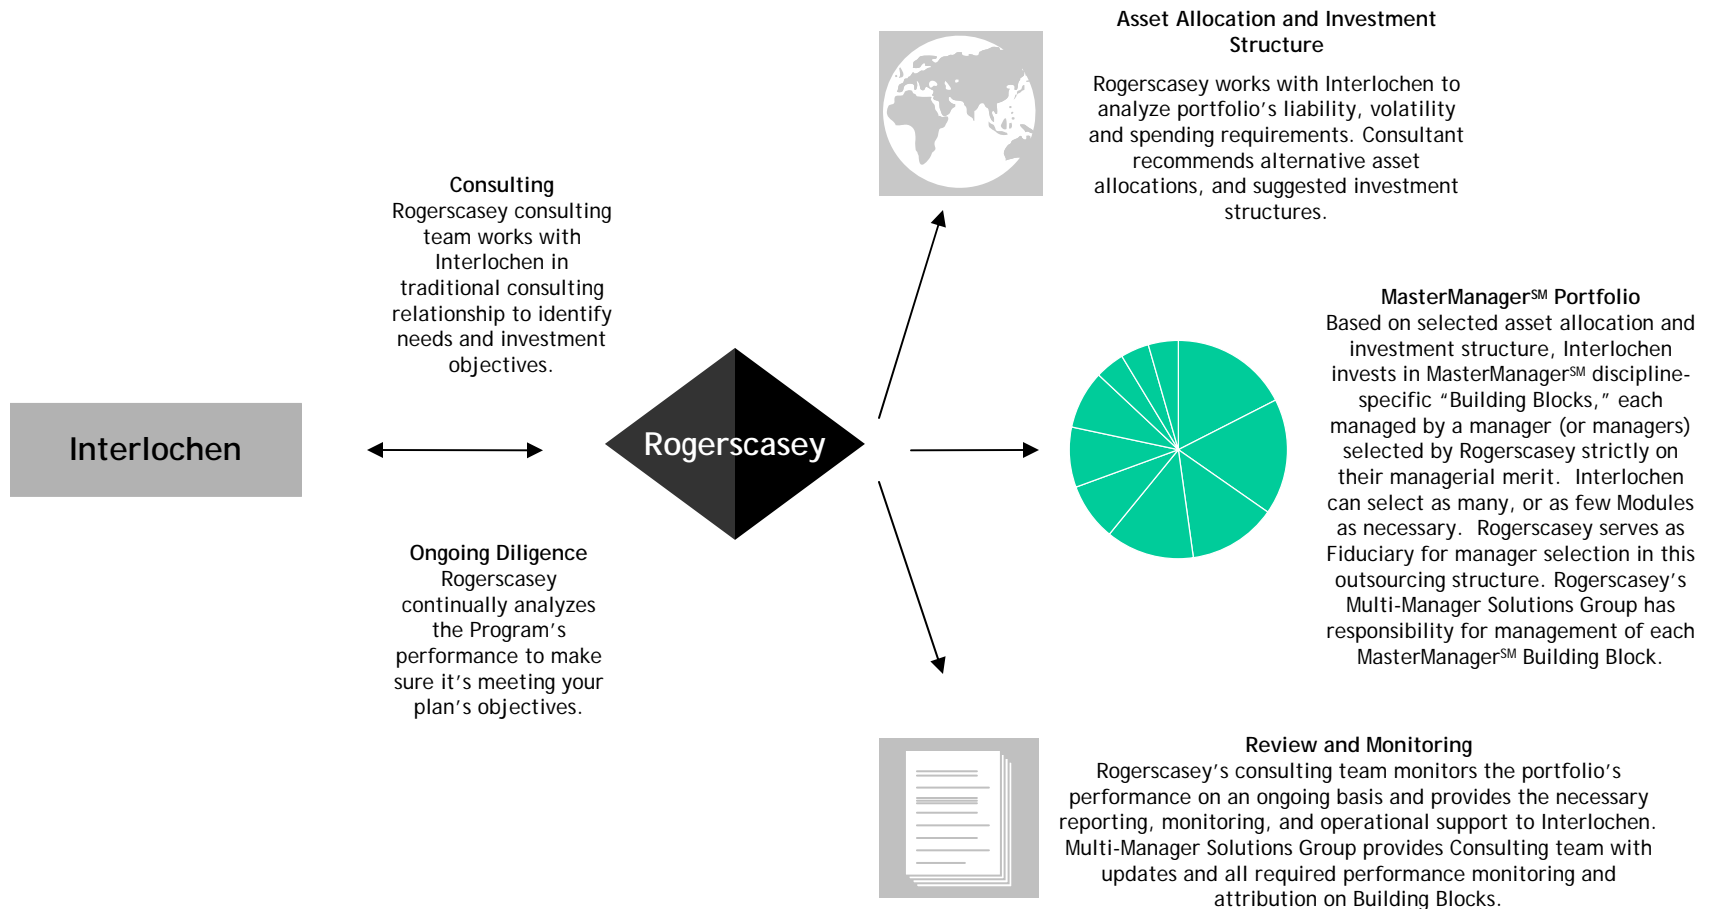 Interlochen
Consulting
Rogerscasey consulting
team works with
Interlochen in
traditional consulting
relationship to identify
needs and investment
objectives.
Ongoing Diligence
Rogerscasey
continually analyzes
the Program’s
performance to make
sure it’s meeting your
plan’s objectives.
Rogerscasey
Asset Allocation and Investment
Structure
Rogerscasey works with Interlochen to
analyze portfolio’s liability, volatility
and spending requirements. Consultant
recommends alternative asset
allocations, and suggested investment
structures.
MasterManager℠ Portfolio
Based on selected asset allocation and
investment structure, Interlochen
invests in MasterManager℠ discipline-
specific “Building Blocks,” each
managed by a manager (or managers)
selected by Rogerscasey strictly on
their managerial merit.  Interlochen
can select as many, or as few Modules
as necessary.  Rogerscasey serves as
Fiduciary for manager selection in this
outsourcing structure. Rogerscasey’s
Multi-Manager Solutions Group has
responsibility for management of each
MasterManager℠ Building Block.
Review and Monitoring
Rogerscasey’s consulting team monitors the portfolio’s
performance on an ongoing basis and provides the necessary
reporting, monitoring, and operational support to Interlochen.
Multi-Manager Solutions Group provides Consulting team with
updates and all required performance monitoring and
attribution on Building Blocks.